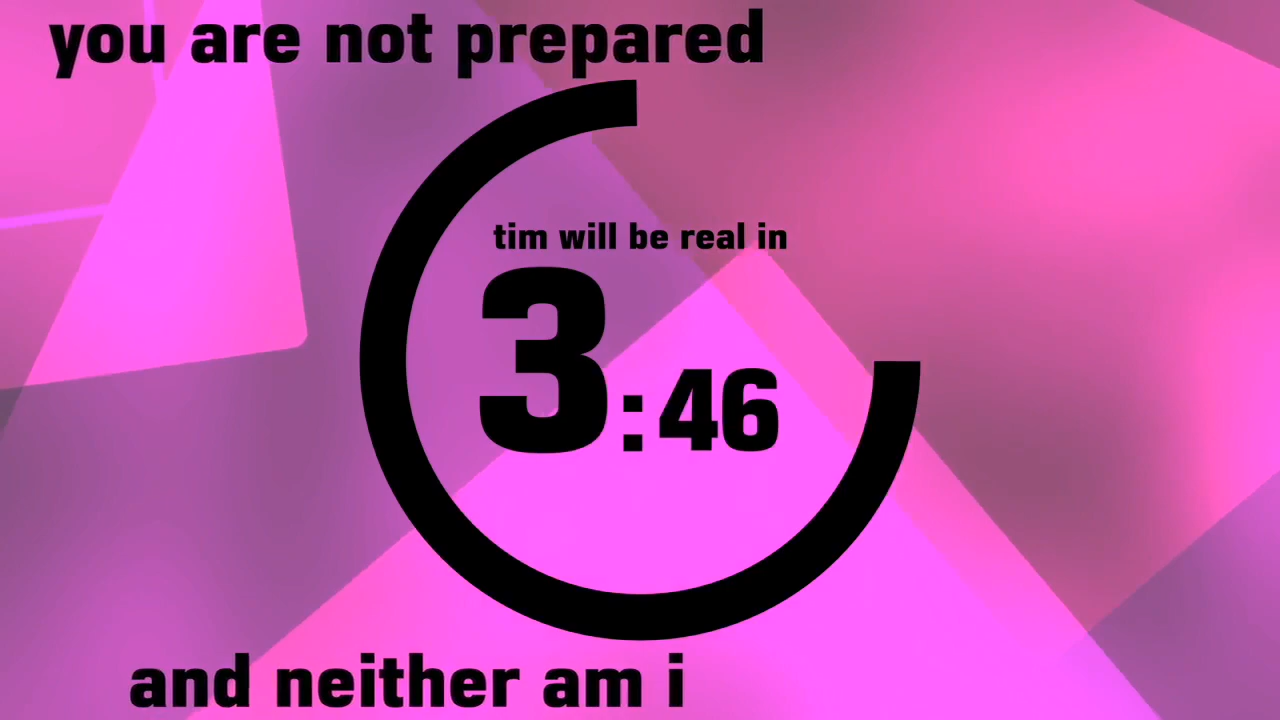 you are not prepared
tim will be real in
3:46
and neither am i